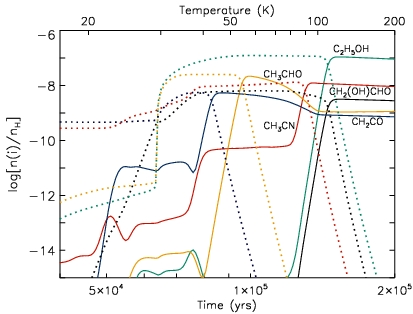 Temperature (K)
20 50 100 200
-6
C₂H₅OH
CH₃CHO
-8
CH₂(OH)CHO
CH₃CN
CH₂CO
-10
log[n(i)/n_H]
-12
-14
5×10⁴ 1×10⁵ 2×10⁵
Time (yrs)